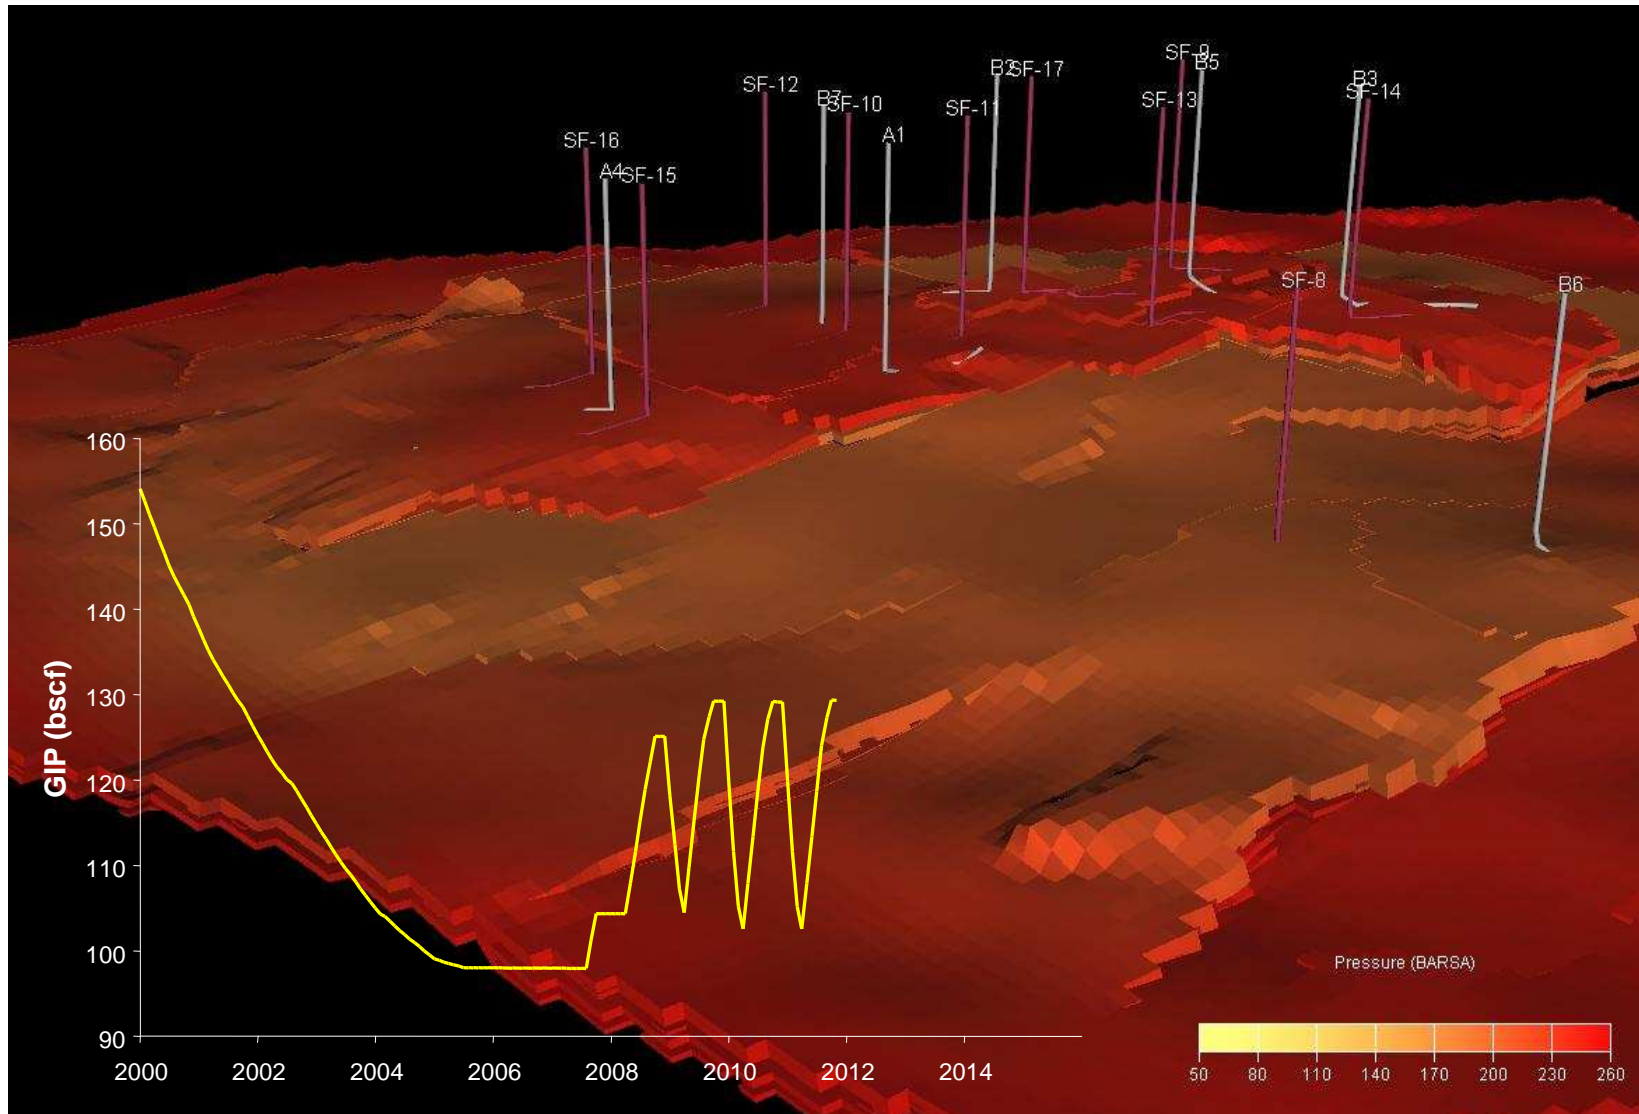 SF-9
B5
B2
SF-17
B3
SF-14
SF-12
B7
SF-10
SF-11
SF-13
A1
SF-16
A4
SF-15
SF-8
B6
160
150
140
130
120
110
100
90
GIP (bscf)
2000 2002 2004 2006 2008 2010 2012 2014
Pressure (BARSA)
50 80 110 140 170 200 230 260